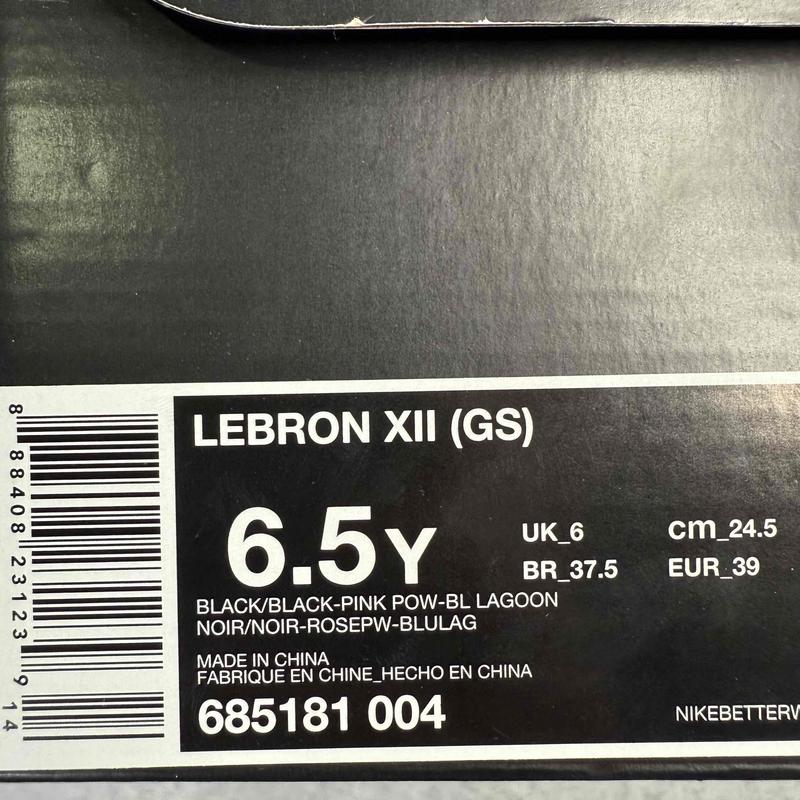 LEBRON XII (GS)
6.5Y
UK_6 cm_24.5
BR_37.5 EUR_39
BLACK/BLACK-PINK POW-BL LAGOON
NOIR/NOIR-ROSEPW-BLULAG
MADE IN CHINA
FABRIQUE EN CHINE_HECHO EN CHINA
685181 004
NIKEBETTERW
8 88408 23123 9 14